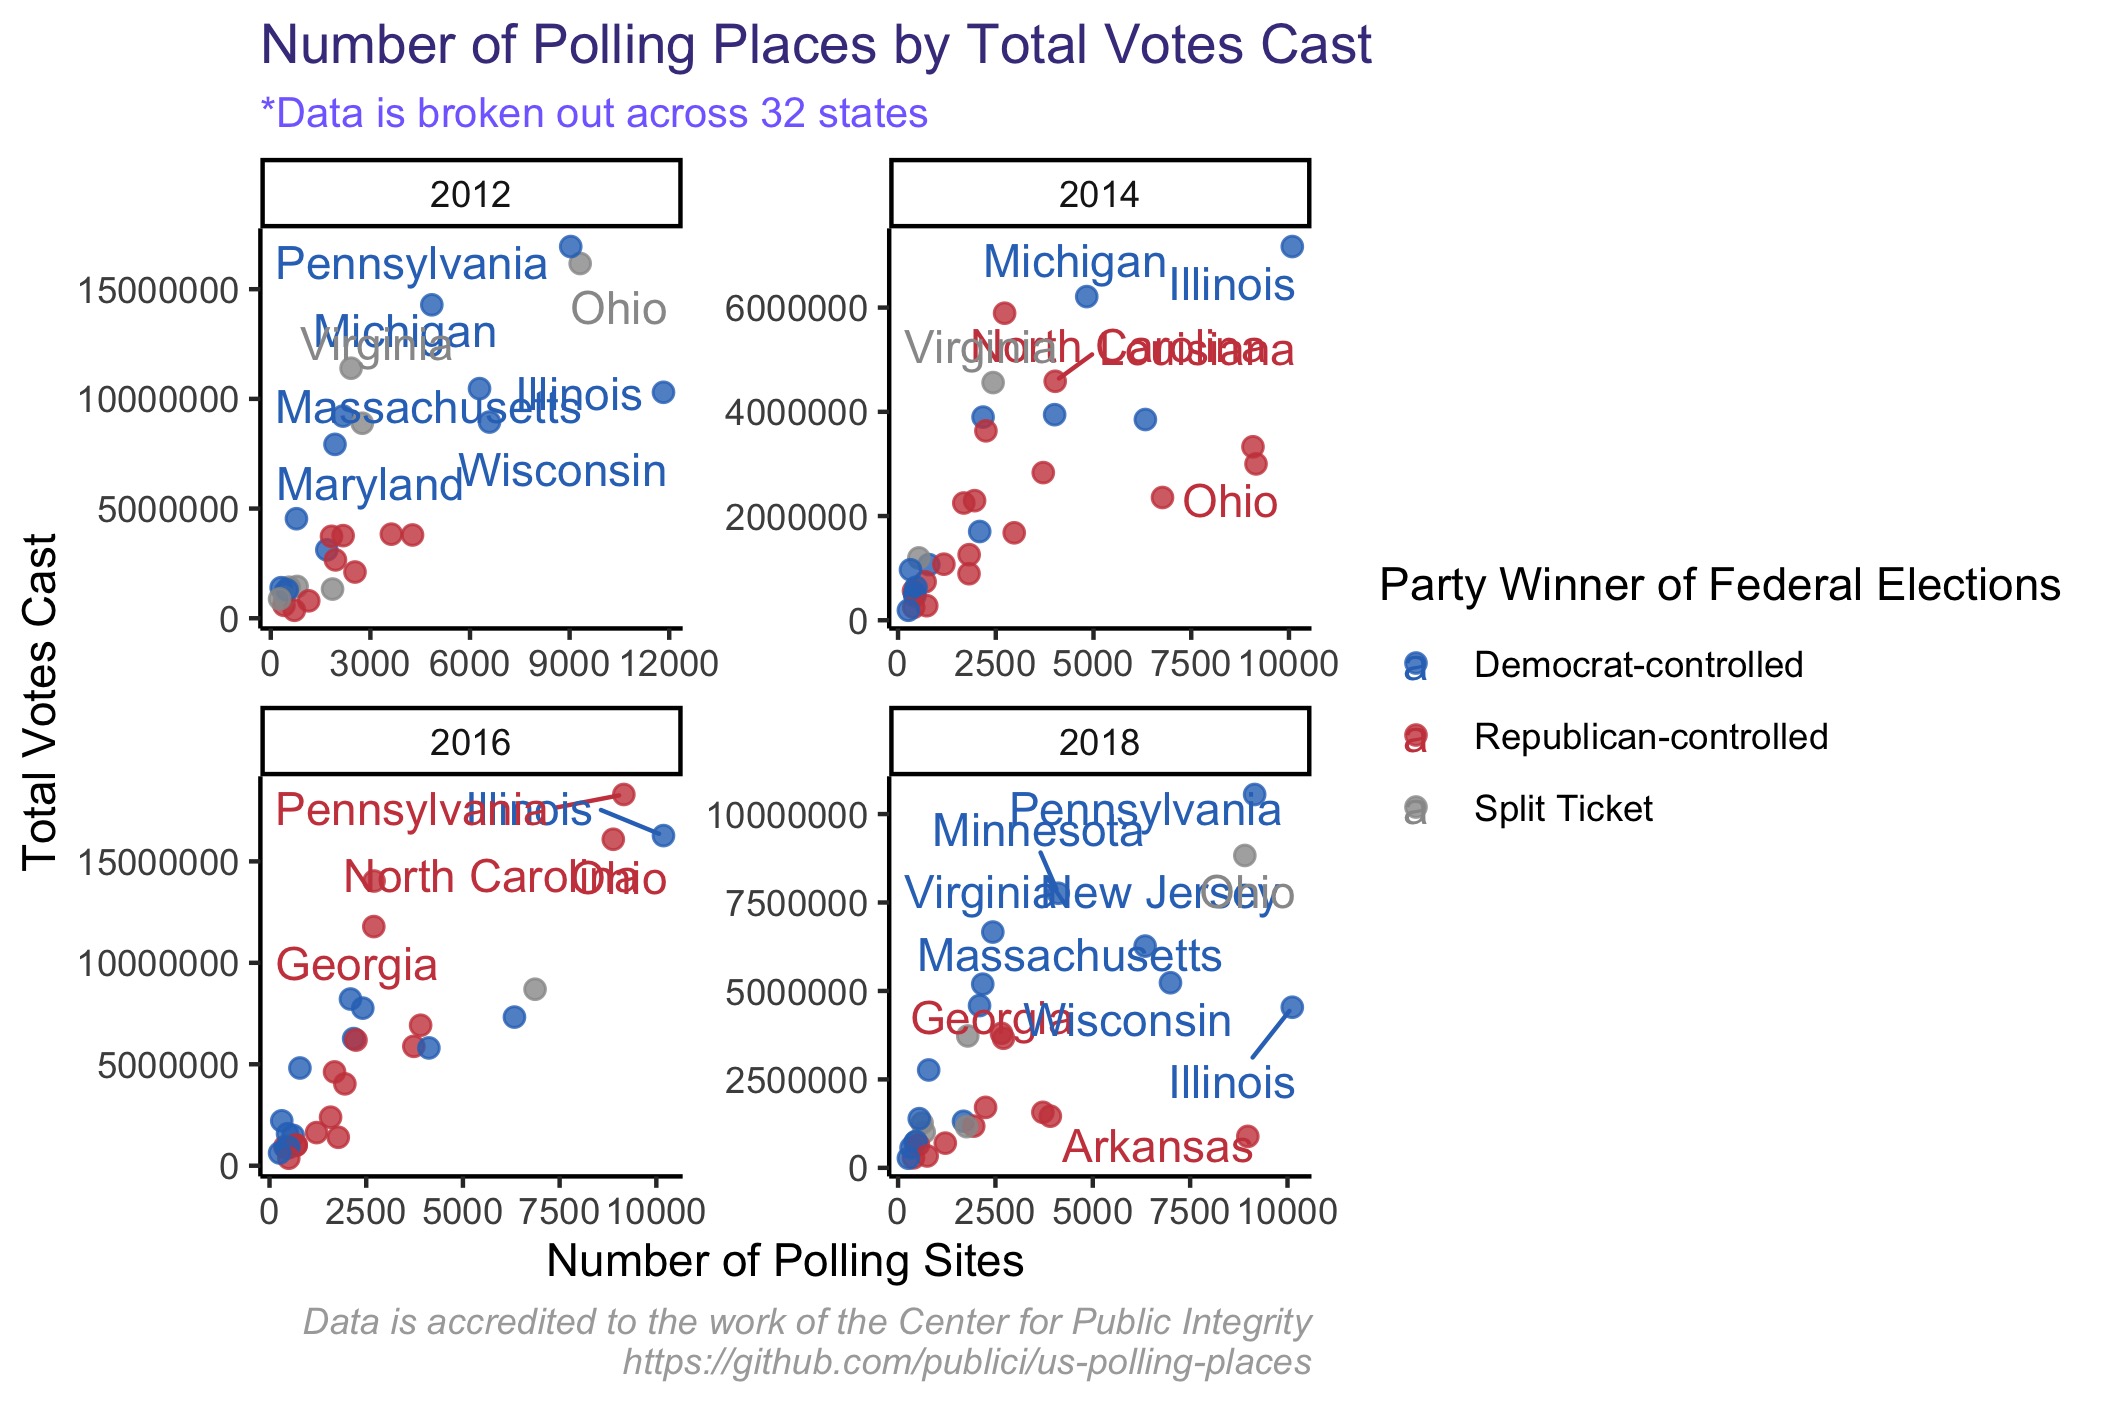 Number of Polling Places by Total Votes Cast
*Data is broken out across 32 states
2012
Pennsylvania
Ohio
Michigan
Virginia
Illinois
Massachusetts
Wisconsin
Maryland
15000000
10000000
5000000
0
0 3000 6000 9000 12000
2014
Michigan
Illinois
Virginia
North Carolina
Louisiana
Ohio
6000000
4000000
2000000
0
0 2500 5000 7500 10000
2016
Pennsylvania
Illinois
North Carolina
Ohio
Georgia
15000000
10000000
5000000
0
0 2500 5000 7500 10000
2018
Pennsylvania
Minnesota
Virginia
New Jersey
Ohio
Massachusetts
Georgia
Wisconsin
Illinois
Arkansas
10000000
7500000
5000000
2500000
0
0 2500 5000 7500 10000
Total Votes Cast
Number of Polling Sites
Party Winner of Federal Elections
a Democrat-controlled
a Republican-controlled
a Split Ticket
Data is accredited to the work of the Center for Public Integrity
https://github.com/publici/us-polling-places